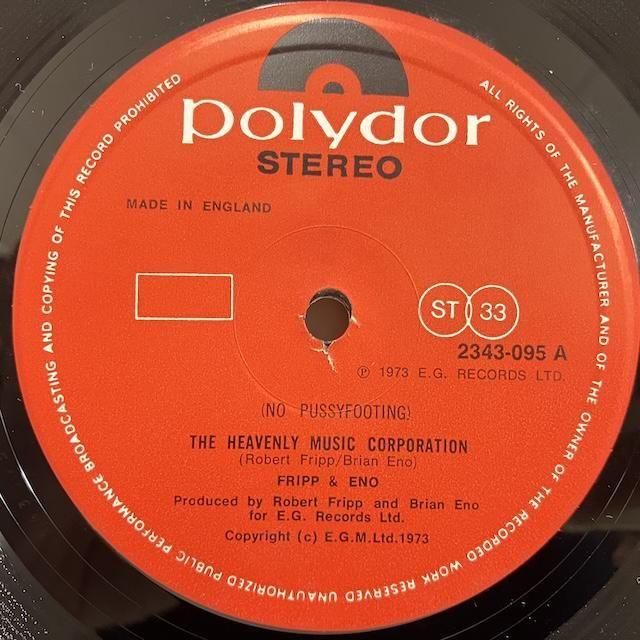 polydor
STEREO
MADE IN ENGLAND
ST 33
2343-095 A
℗ 1973 E.G. RECORDS LTD.
(NO PUSSYFOOTING)
THE HEAVENLY MUSIC CORPORATION
(Robert Fripp/Brian Eno)
FRIPP & ENO
Produced by Robert Fripp and Brian Eno
for E.G. Records Ltd.
Copyright (c) E.G.M.Ltd.1973
ALL RIGHTS OF THE MANUFACTURER AND OF THE OWNER OF THE RECORDED WORK RESERVED UNAUTHORIZED PUBLIC PERFORMANCE BROADCASTING AND COPYING OF THIS RECORD PROHIBITED